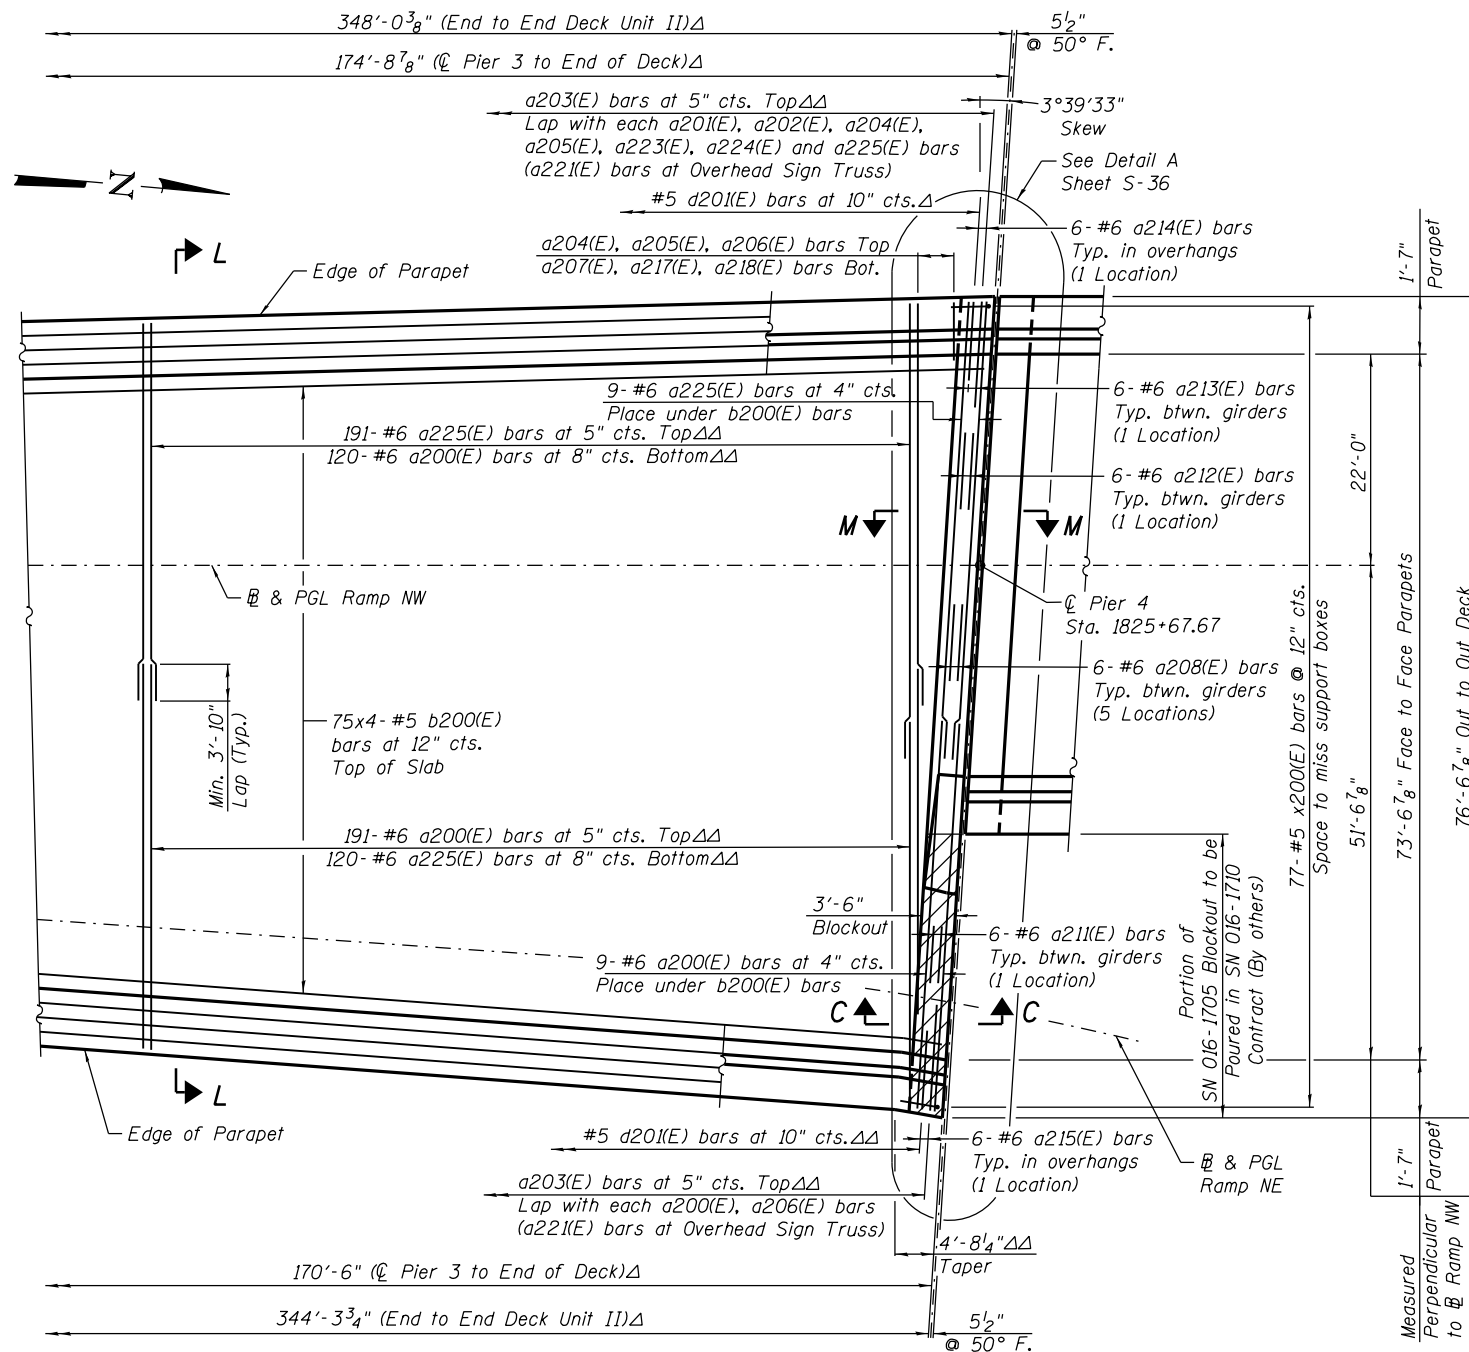 348'-0 3/8" (End to End Deck Unit II)Δ
5 1/2"
@ 50° F.
174'-8 7/8" (℄ Pier 3 to End of Deck)Δ
a203(E) bars at 5" cts. TopΔΔ
Lap with each a201(E), a202(E), a204(E),
a205(E), a223(E), a224(E) and a225(E) bars
(a221(E) bars at Overhead Sign Truss)
3°39'33"
Skew
See Detail A
Sheet S-36
N
#5 d201(E) bars at 10" cts.Δ
6-#6 a214(E) bars
Typ. in overhangs
(1 Location)
a204(E), a205(E), a206(E) bars Top
a207(E), a217(E), a218(E) bars Bot.
L
Edge of Parapet
1'-7"
Parapet
9-#6 a225(E) bars at 4" cts.
Place under b200(E) bars
6-#6 a213(E) bars
Typ. btwn. girders
(1 Location)
191-#6 a225(E) bars at 5" cts. TopΔΔ
120-#6 a200(E) bars at 8" cts. BottomΔΔ
22'-0"
6-#6 a212(E) bars
Typ. btwn. girders
(1 Location)
M
M
B & PGL Ramp NW
℄ Pier 4
Sta. 1825+67.67
6-#6 a208(E) bars
Typ. btwn. girders
(5 Locations)
77-#5 x200(E) bars @ 12" cts.
Space to miss support boxes
51'-6 7/8"
73'-6 7/8" Face to Face Parapets
76'-6 7/8" Out to Out Deck
Min. 3'-10"
Lap (Typ.)
75x4-#5 b200(E)
bars at 12" cts.
Top of Slab
191-#6 a200(E) bars at 5" cts. TopΔΔ
120-#6 a225(E) bars at 8" cts. BottomΔΔ
3'-6"
Blockout
6-#6 a211(E) bars
Typ. btwn. girders
(1 Location)
Portion of
SN 016-1705 Blockout to be
Poured in SN 016-1710
Contract (By others)
9-#6 a200(E) bars at 4" cts.
Place under b200(E) bars
C
C
L
Edge of Parapet
#5 d201(E) bars at 10" cts.ΔΔ
6-#6 a215(E) bars
Typ. in overhangs
(1 Location)
B & PGL
Ramp NE
1'-7"
Parapet
a203(E) bars at 5" cts. TopΔΔ
Lap with each a200(E), a206(E) bars
(a221(E) bars at Overhead Sign Truss)
4'-8 1/4"ΔΔ
Taper
Measured
Perpendicular
to B Ramp NW
170'-6" (℄ Pier 3 to End of Deck)Δ
344'-3 3/4" (End to End Deck Unit II)Δ
5 1/2"
@ 50° F.